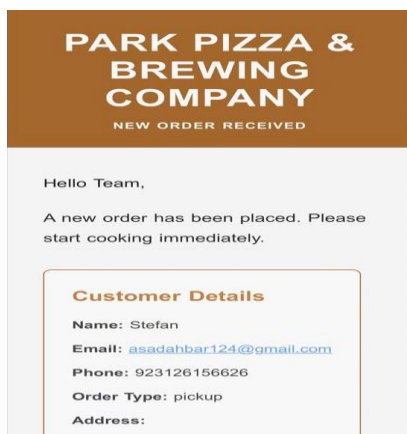 PARK PIZZA &
BREWING
COMPANY
NEW ORDER RECEIVED
Hello Team,
A new order has been placed. Please
start cooking immediately.
Customer Details
Name: Stefan
Email: asadahbar124@gmail.com
Phone: 923126156626
Order Type: pickup
Address: